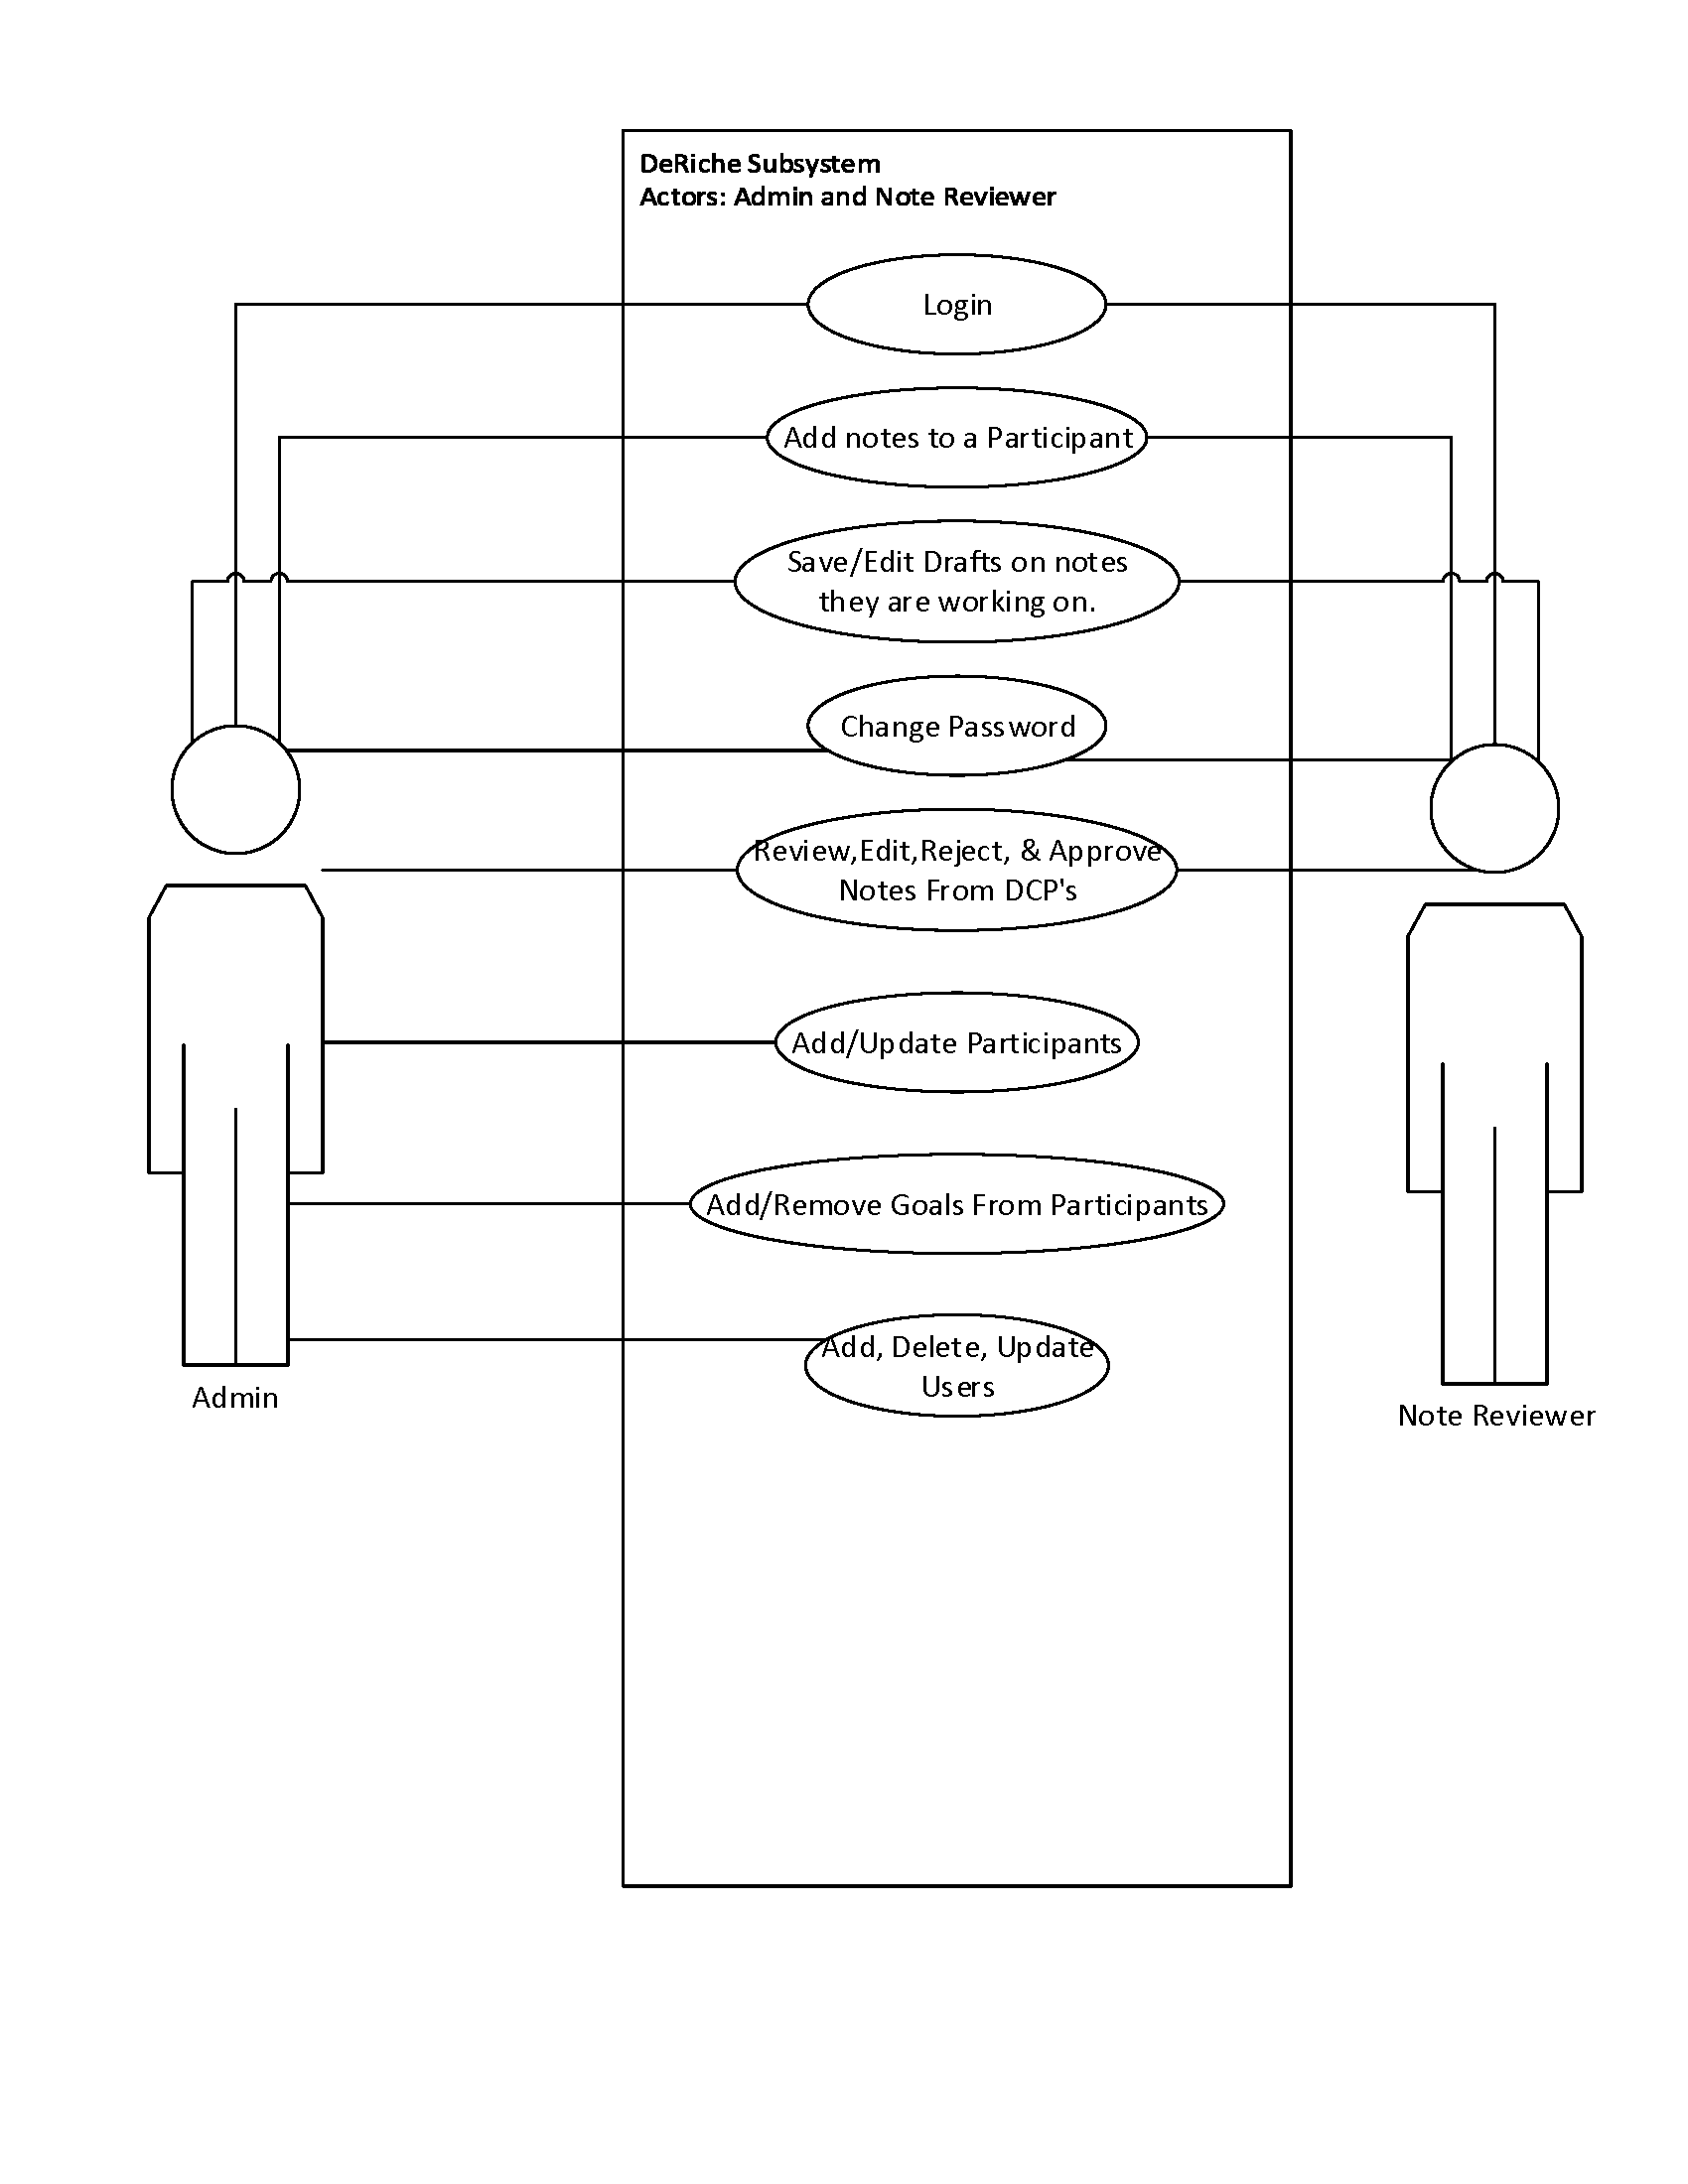 DeRiche Subsystem
Actors: Admin and Note Reviewer
Login
Add notes to a Participant
Save/Edit Drafts on notes
they are working on.
Change Password
Review,Edit,Reject, & Approve
Notes From DCP's
Add/Update Participants
Add/Remove Goals From Participants
Add, Delete, Update
Users
Admin
Note Reviewer